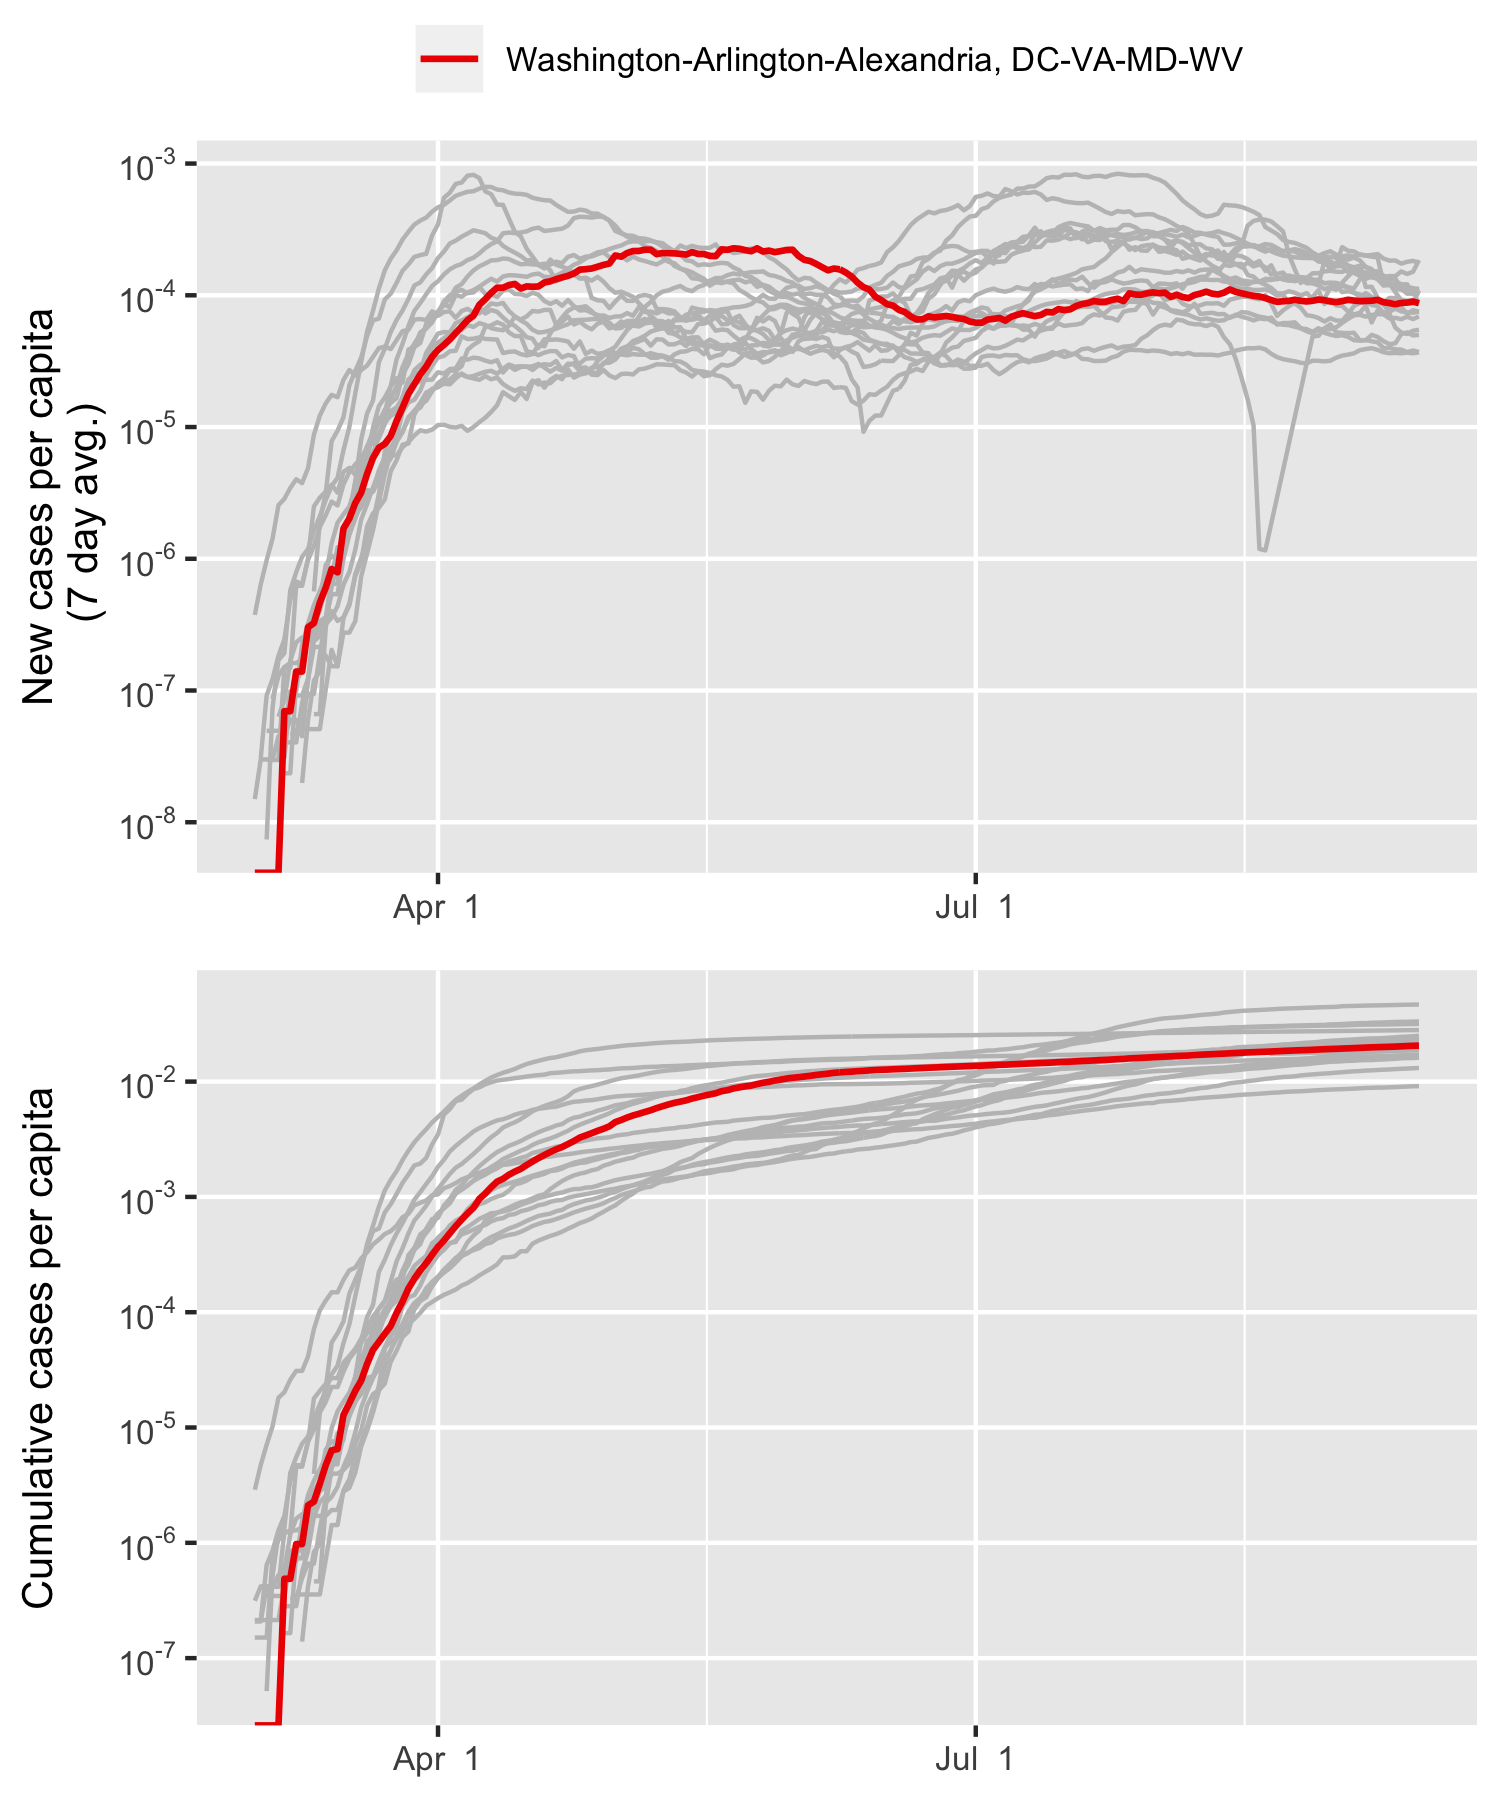 Washington-Arlington-Alexandria, DC-VA-MD-WV
New cases per capita
(7 day avg.)
10⁻³
10⁻⁴
10⁻⁵
10⁻⁶
10⁻⁷
10⁻⁸
Apr 1
Jul 1
Cumulative cases per capita
10⁻²
10⁻³
10⁻⁴
10⁻⁵
10⁻⁶
10⁻⁷
Apr 1
Jul 1